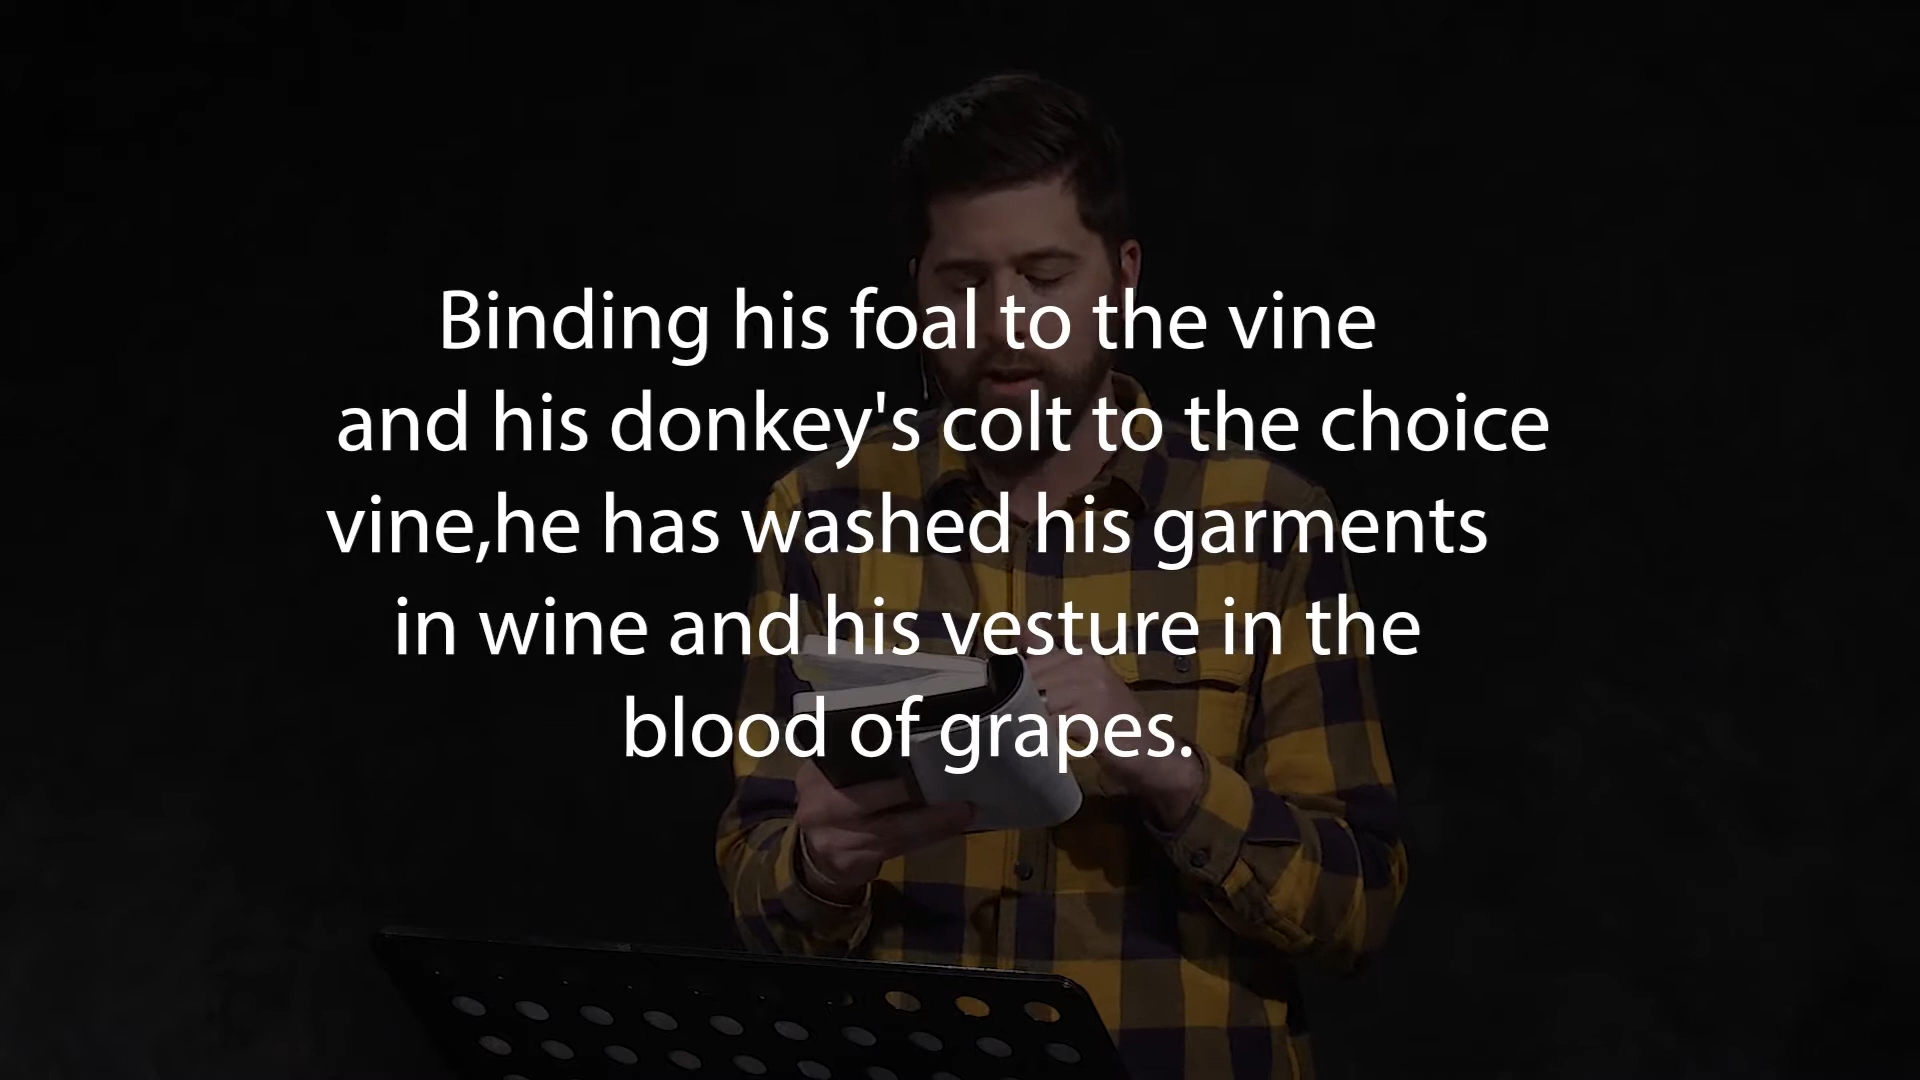 Binding his foal to the vine
and his donkey's colt to the choice
vine,he has washed his garments
in wine and his vesture in the
blood of grapes.